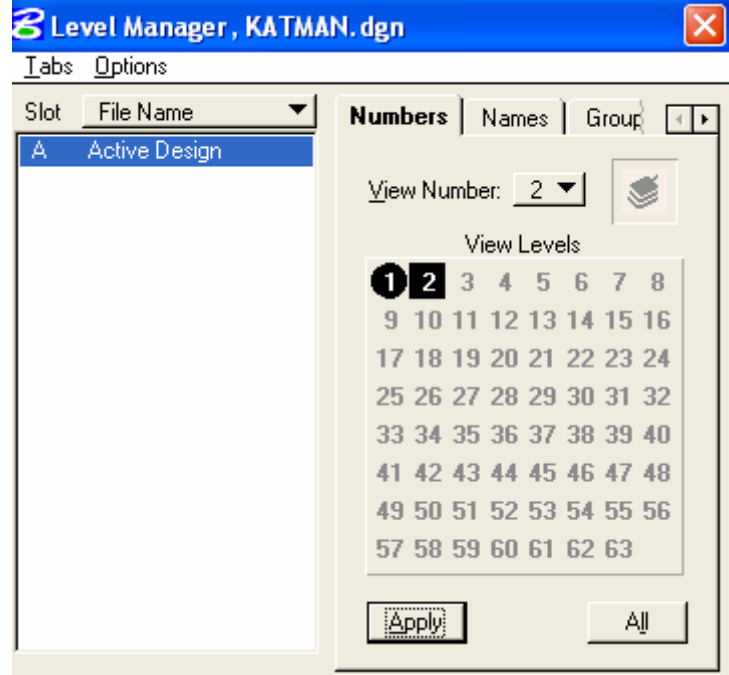 Level Manager, KATMAN.dgn
Tabs Options
Slot File Name
A Active Design
Numbers Names Group
View Number: 2
View Levels
1 2 3 4 5 6 7 8
9 10 11 12 13 14 15 16
17 18 19 20 21 22 23 24
25 26 27 28 29 30 31 32
33 34 35 36 37 38 39 40
41 42 43 44 45 46 47 48
49 50 51 52 53 54 55 56
57 58 59 60 61 62 63
Apply All